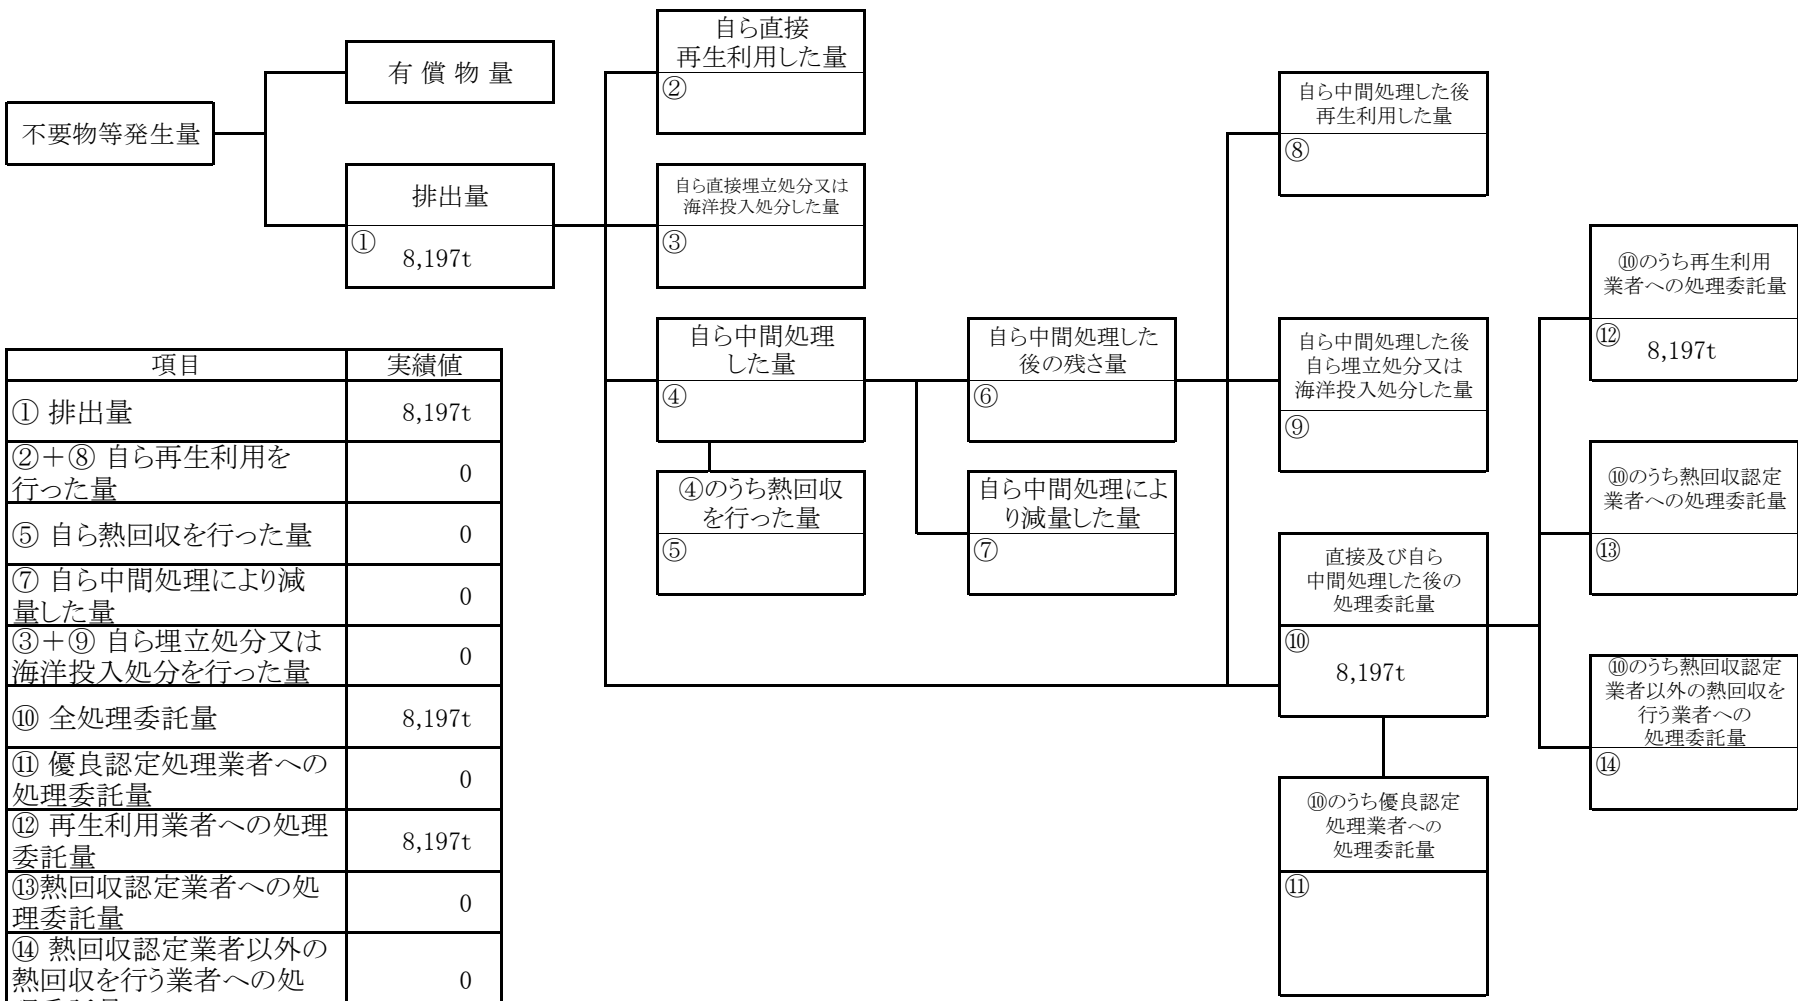 不要物等発生量
有 償 物 量
排出量
①
8,197t
自ら直接
再生利用した量
②
自ら直接埋立処分又は
海洋投入処分した量
③
自ら中間処理
した量
④
④のうち熱回収
を行った量
⑤
自ら中間処理した
後の残さ量
⑥
自ら中間処理によ
り減量した量
⑦
自ら中間処理した後
再生利用した量
⑧
自ら中間処理した後
自ら埋立処分又は
海洋投入処分した量
⑨
直接及び自ら
中間処理した後の
処理委託量
⑩
8,197t
⑩のうち優良認定
処理業者への
処理委託量
⑪
⑩のうち再生利用
業者への処理委託量
⑫
8,197t
⑩のうち熱回収認定
業者への処理委託量
⑬
⑩のうち熱回収認定
業者以外の熱回収を
行う業者への
処理委託量
⑭
項目 実績値
① 排出量 8,197t
②＋⑧ 自ら再生利用を
行った量 0
⑤ 自ら熱回収を行った量 0
⑦ 自ら中間処理により減
量した量 0
③＋⑨ 自ら埋立処分又は
海洋投入処分を行った量 0
⑩ 全処理委託量 8,197t
⑪ 優良認定処理業者への
処理委託量 0
⑫ 再生利用業者への処理
委託量 8,197t
⑬熱回収認定業者への処
理委託量 0
⑭ 熱回収認定業者以外の
熱回収を行う業者への処 0